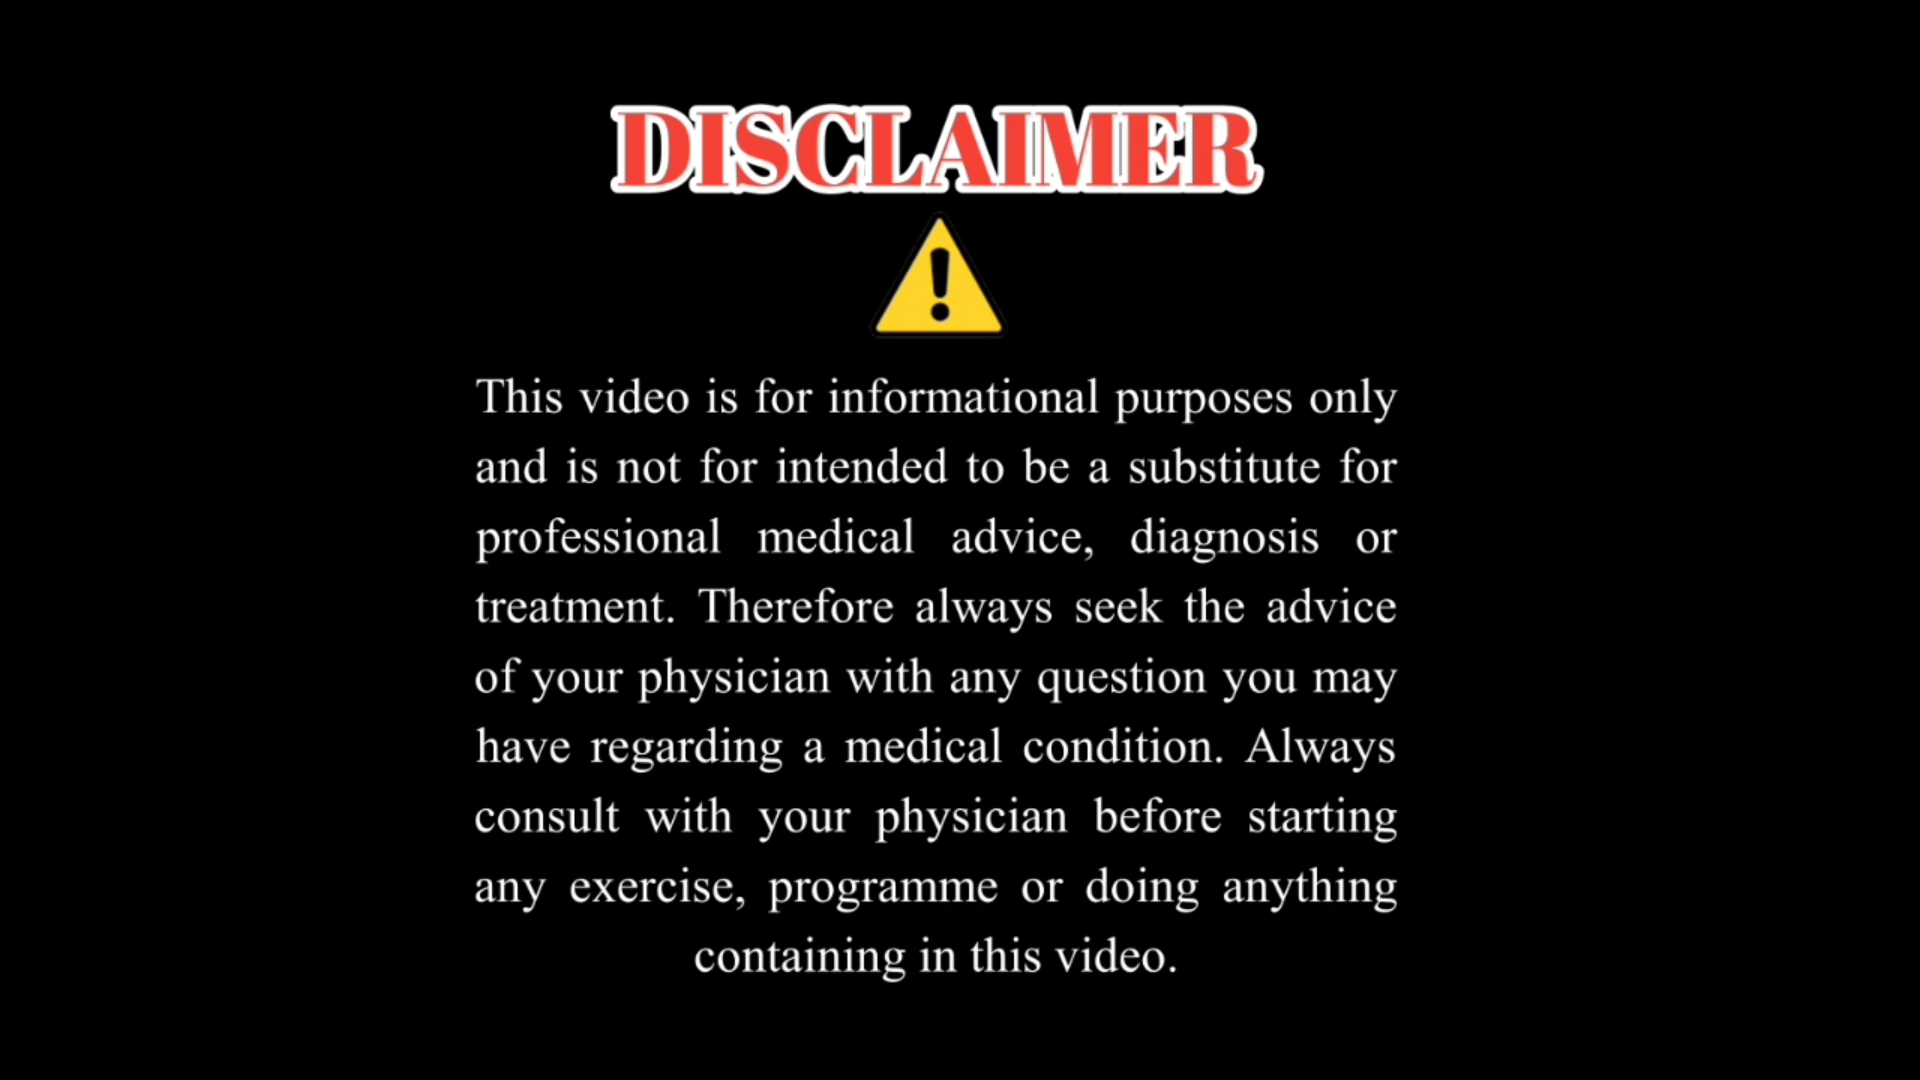 DISCLAIMER
This video is for informational purposes only
and is not for intended to be a substitute for
professional medical advice, diagnosis or
treatment. Therefore always seek the advice
of your physician with any question you may
have regarding a medical condition. Always
consult with your physician before starting
any exercise, programme or doing anything
containing in this video.